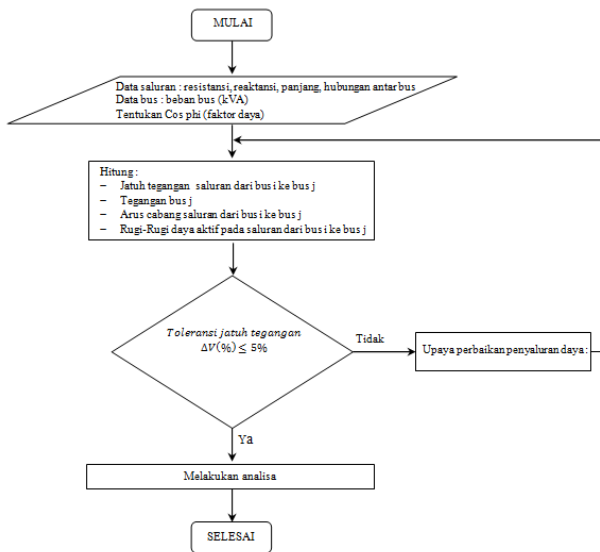 MULAI
Data saluran : resistansi, reaktansi, panjang, hubungan antar bus
Data bus : beban bus (kVA)
Tentukan Cos phi (faktor daya)
Hitung :
– Jatuh tegangan saluran dari bus i ke bus j
– Tegangan bus j
– Arus cabang saluran dari bus i ke bus j
– Rugi-Rugi daya aktif pada saluran dari bus i ke bus j
Toleransi jatuh tegangan
ΔV(%) ≤ 5%
Tidak
Upaya perbaikan penyaluran daya :
Ya
Melakukan analisa
SELESAI